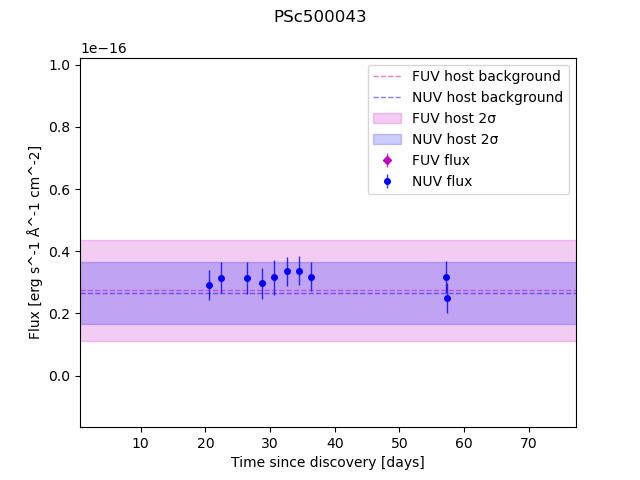 PSc500043
1e−16
1.0
0.8
0.6
0.4
0.2
0.0
Flux [erg s^-1 Å^-1 cm^-2]
FUV host background
NUV host background
FUV host 2σ
NUV host 2σ
FUV flux
NUV flux
10 20 30 40 50 60 70
Time since discovery [days]